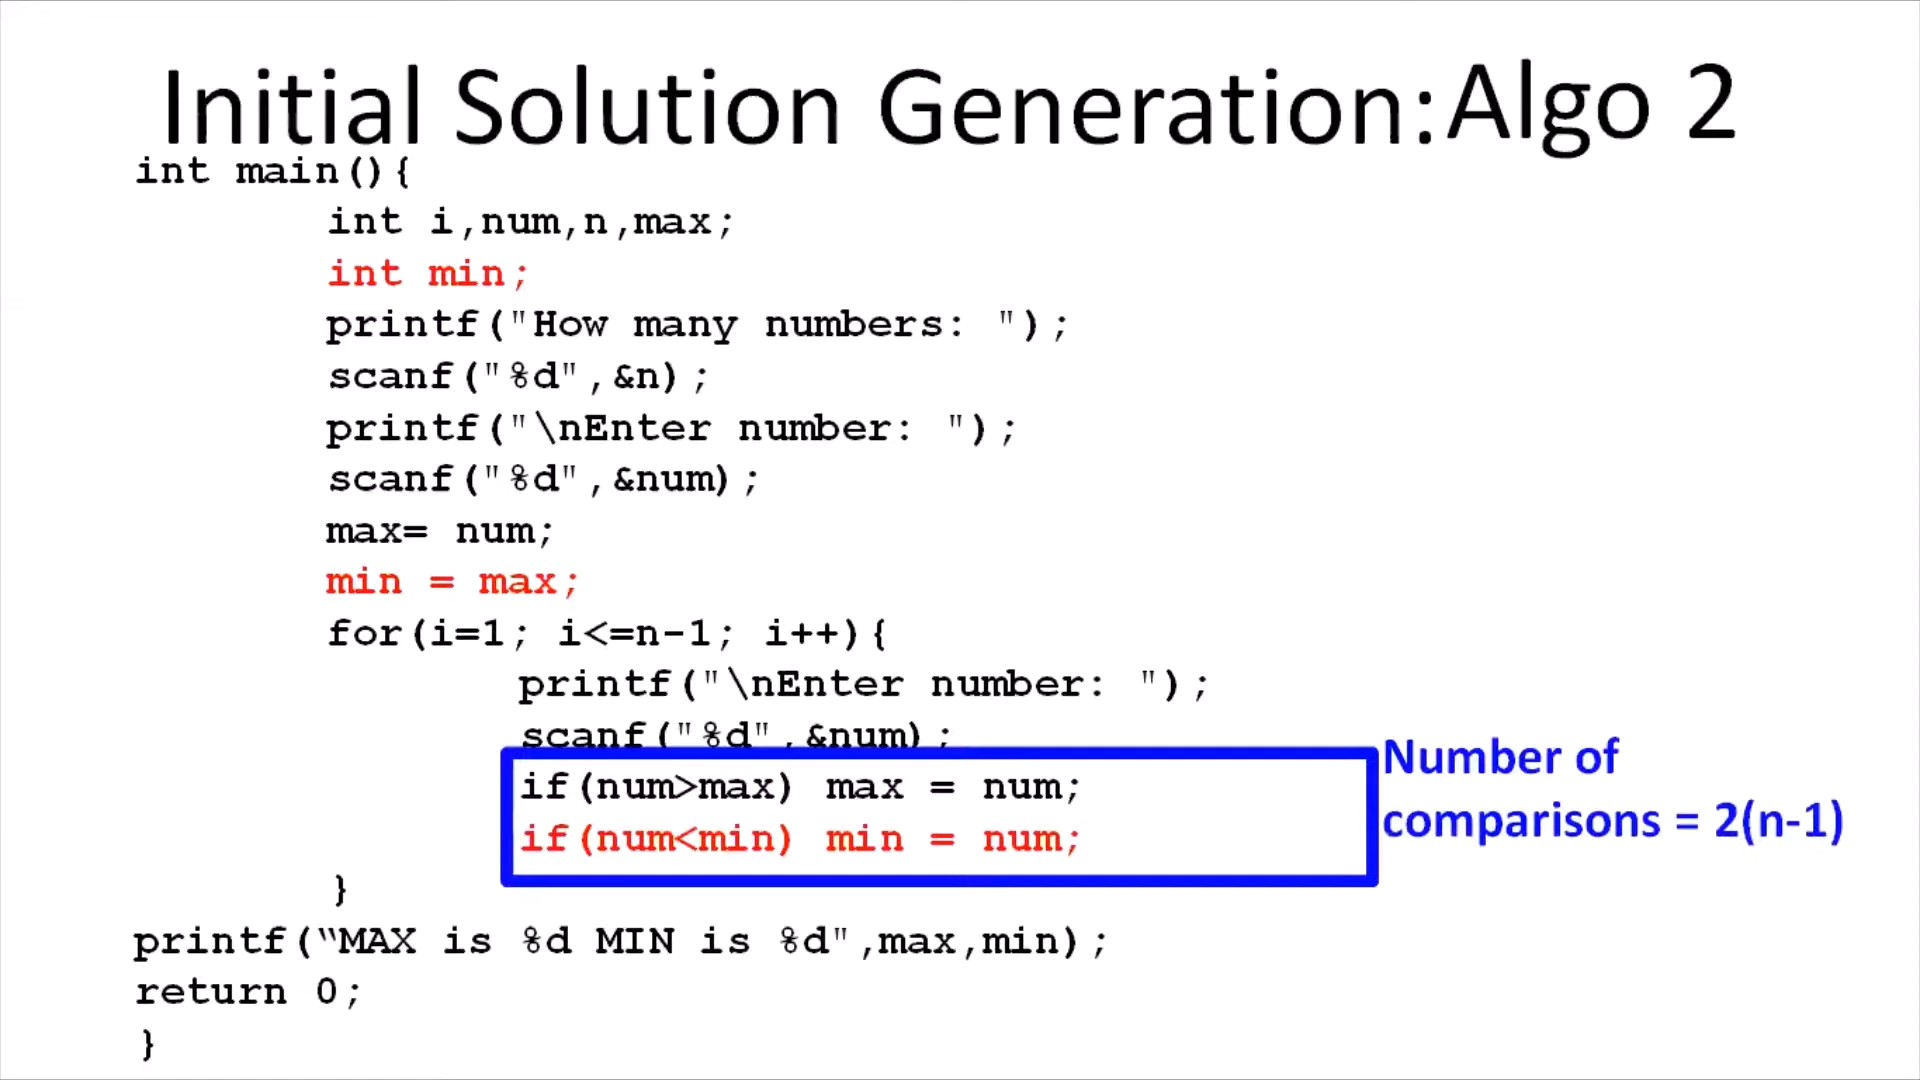 Initial Solution Generation:Algo 2
int main(){
int i,num,n,max;
int min;
printf("How many numbers: ");
scanf("%d",&n);
printf("\nEnter number: ");
scanf("%d",&num);
max= num;
min = max;
for(i=1; i<=n-1; i++){
printf("\nEnter number: ");
scanf("%d",&num);
if(num>max) max = num;
if(num<min) min = num;
Number of
comparisons = 2(n-1)
}
printf(“MAX is %d MIN is %d",max,min);
return 0;
}